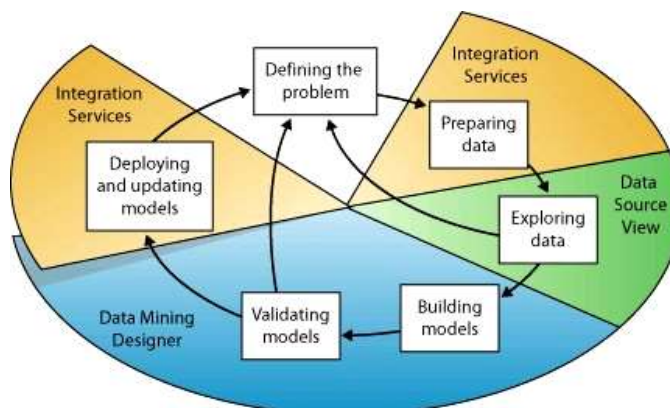 Defining the
problem
Integration
Services
Preparing
data
Data
Source
View
Exploring
data
Building
models
Validating
models
Data Mining
Designer
Deploying
and updating
models
Integration
Services